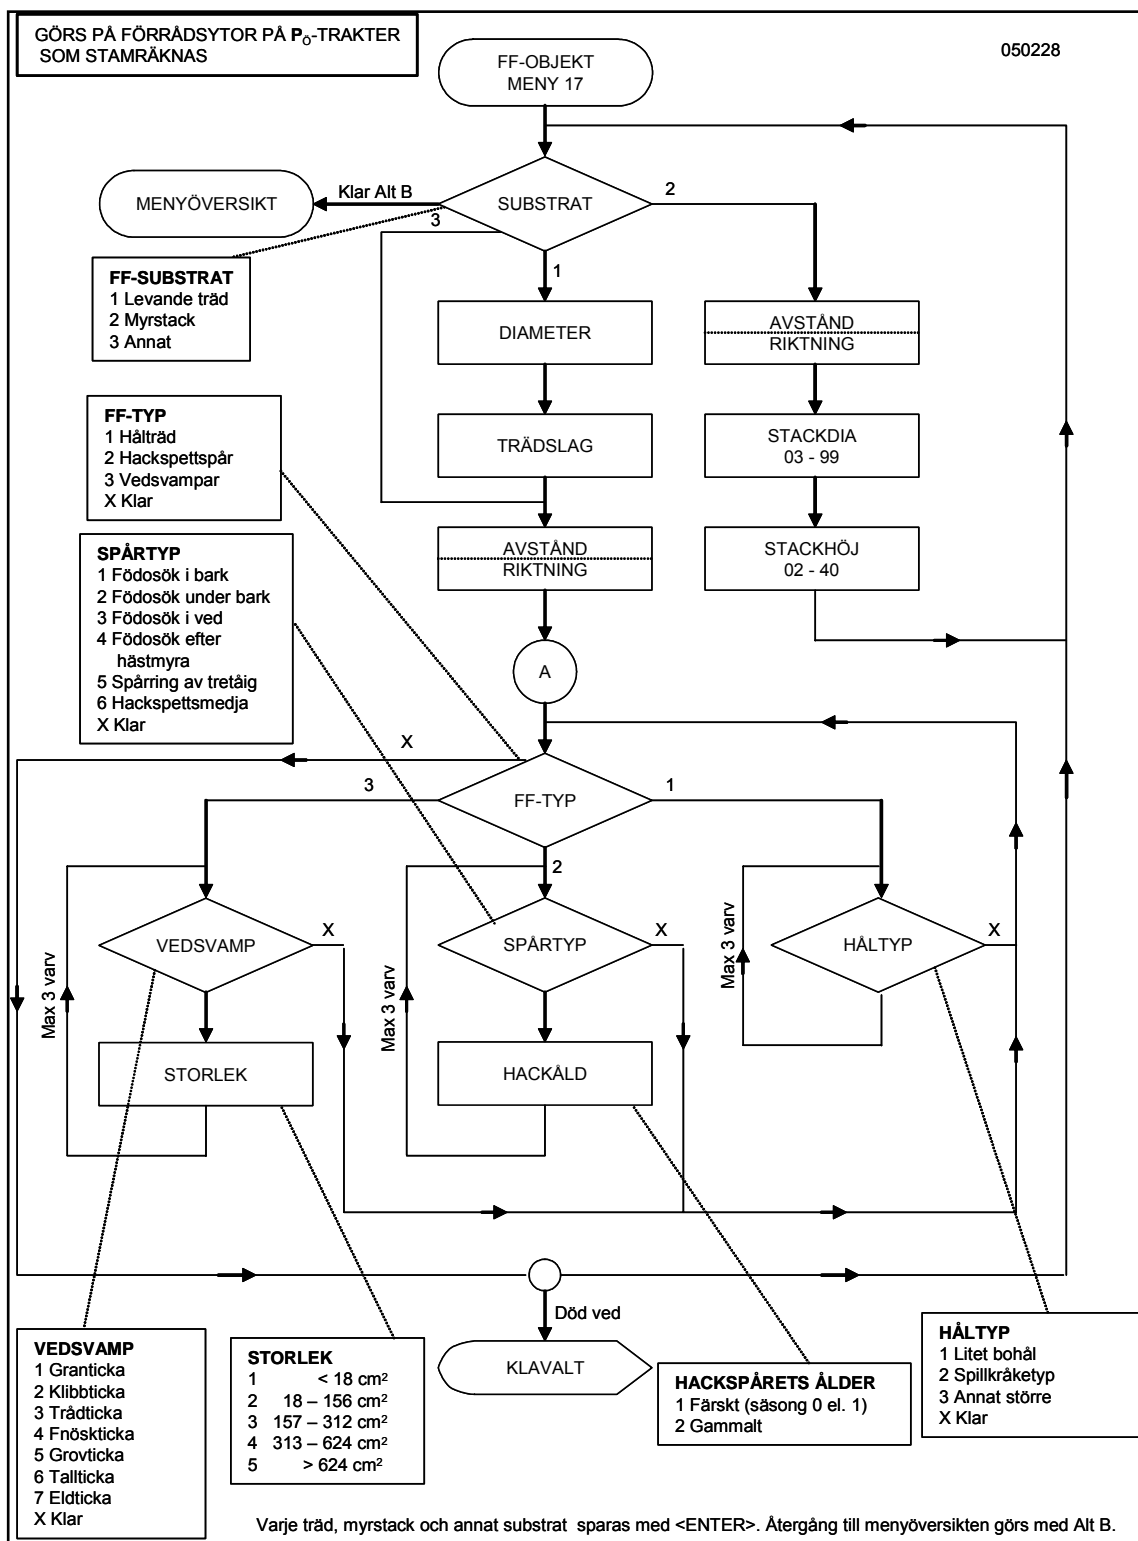 GÖRS PÅ FÖRRÅDSYTOR PÅ PÖ-TRAKTER
SOM STAMRÄKNAS
050228
FF-OBJEKT
MENY 17
MENYÖVERSIKT
Klar Alt B
SUBSTRAT
2
3
1
FF-SUBSTRAT
1 Levande träd
2 Myrstack
3 Annat
DIAMETER
AVSTÅND
RIKTNING
FF-TYP
1 Hålträd
2 Hackspettspår
3 Vedsvampar
X Klar
TRÄDSLAG
STACKDIA
03 - 99
AVSTÅND
RIKTNING
STACKHÖJ
02 - 40
SPÅRTYP
1 Födosök i bark
2 Födosök under bark
3 Födosök i ved
4 Födosök efter
hästmyra
5 Spårring av tretåig
6 Hackspettsmedja
X Klar
A
X
3
FF-TYP
1
2
Max 3 varv
VEDSVAMP
X
Max 3 varv
SPÅRTYP
X
Max 3 varv
HÅLTYP
X
STORLEK
HACKÅLD
Död ved
KLAVALT
VEDSVAMP
1 Granticka
2 Klibbticka
3 Trådticka
4 Fnöskticka
5 Grovticka
6 Tallticka
7 Eldticka
X Klar
STORLEK
1 < 18 cm²
2 18 – 156 cm²
3 157 – 312 cm²
4 313 – 624 cm²
5 > 624 cm²
HACKSPÅRETS ÅLDER
1 Färskt (säsong 0 el. 1)
2 Gammalt
HÅLTYP
1 Litet bohål
2 Spillkråketyp
3 Annat större
X Klar
Varje träd, myrstack och annat substrat sparas med <ENTER>. Återgång till menyöversikten görs med Alt B.